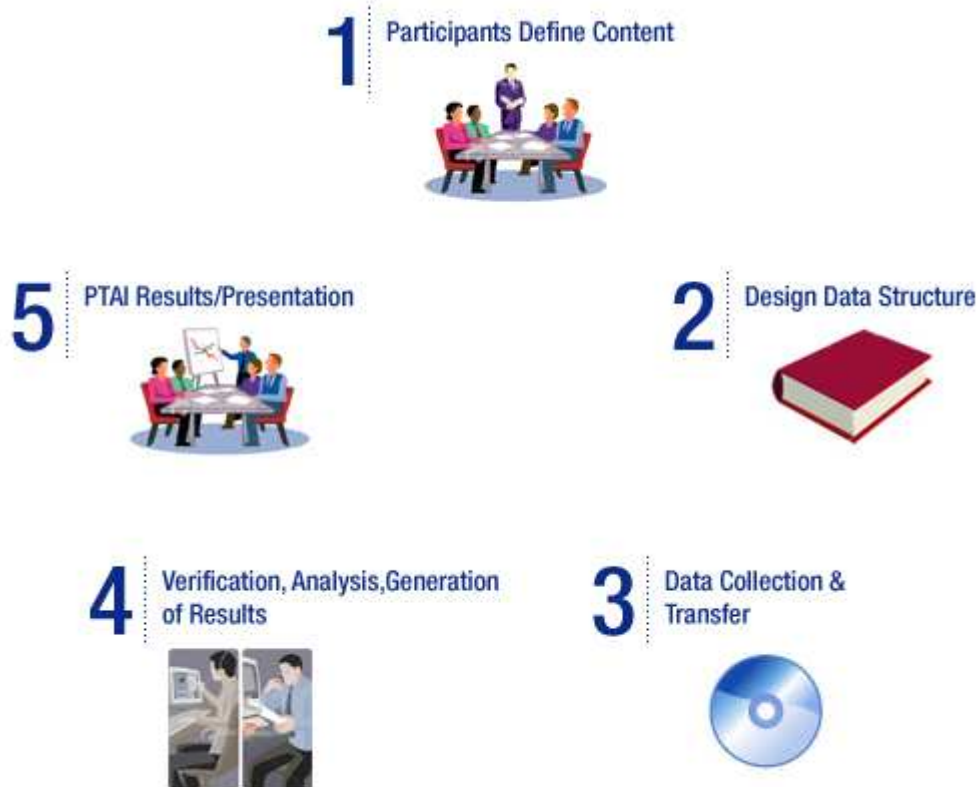 1
Participants Define Content
5
PTAI Results/Presentation
2
Design Data Structure
4
Verification, Analysis,Generation
of Results
3
Data Collection &
Transfer